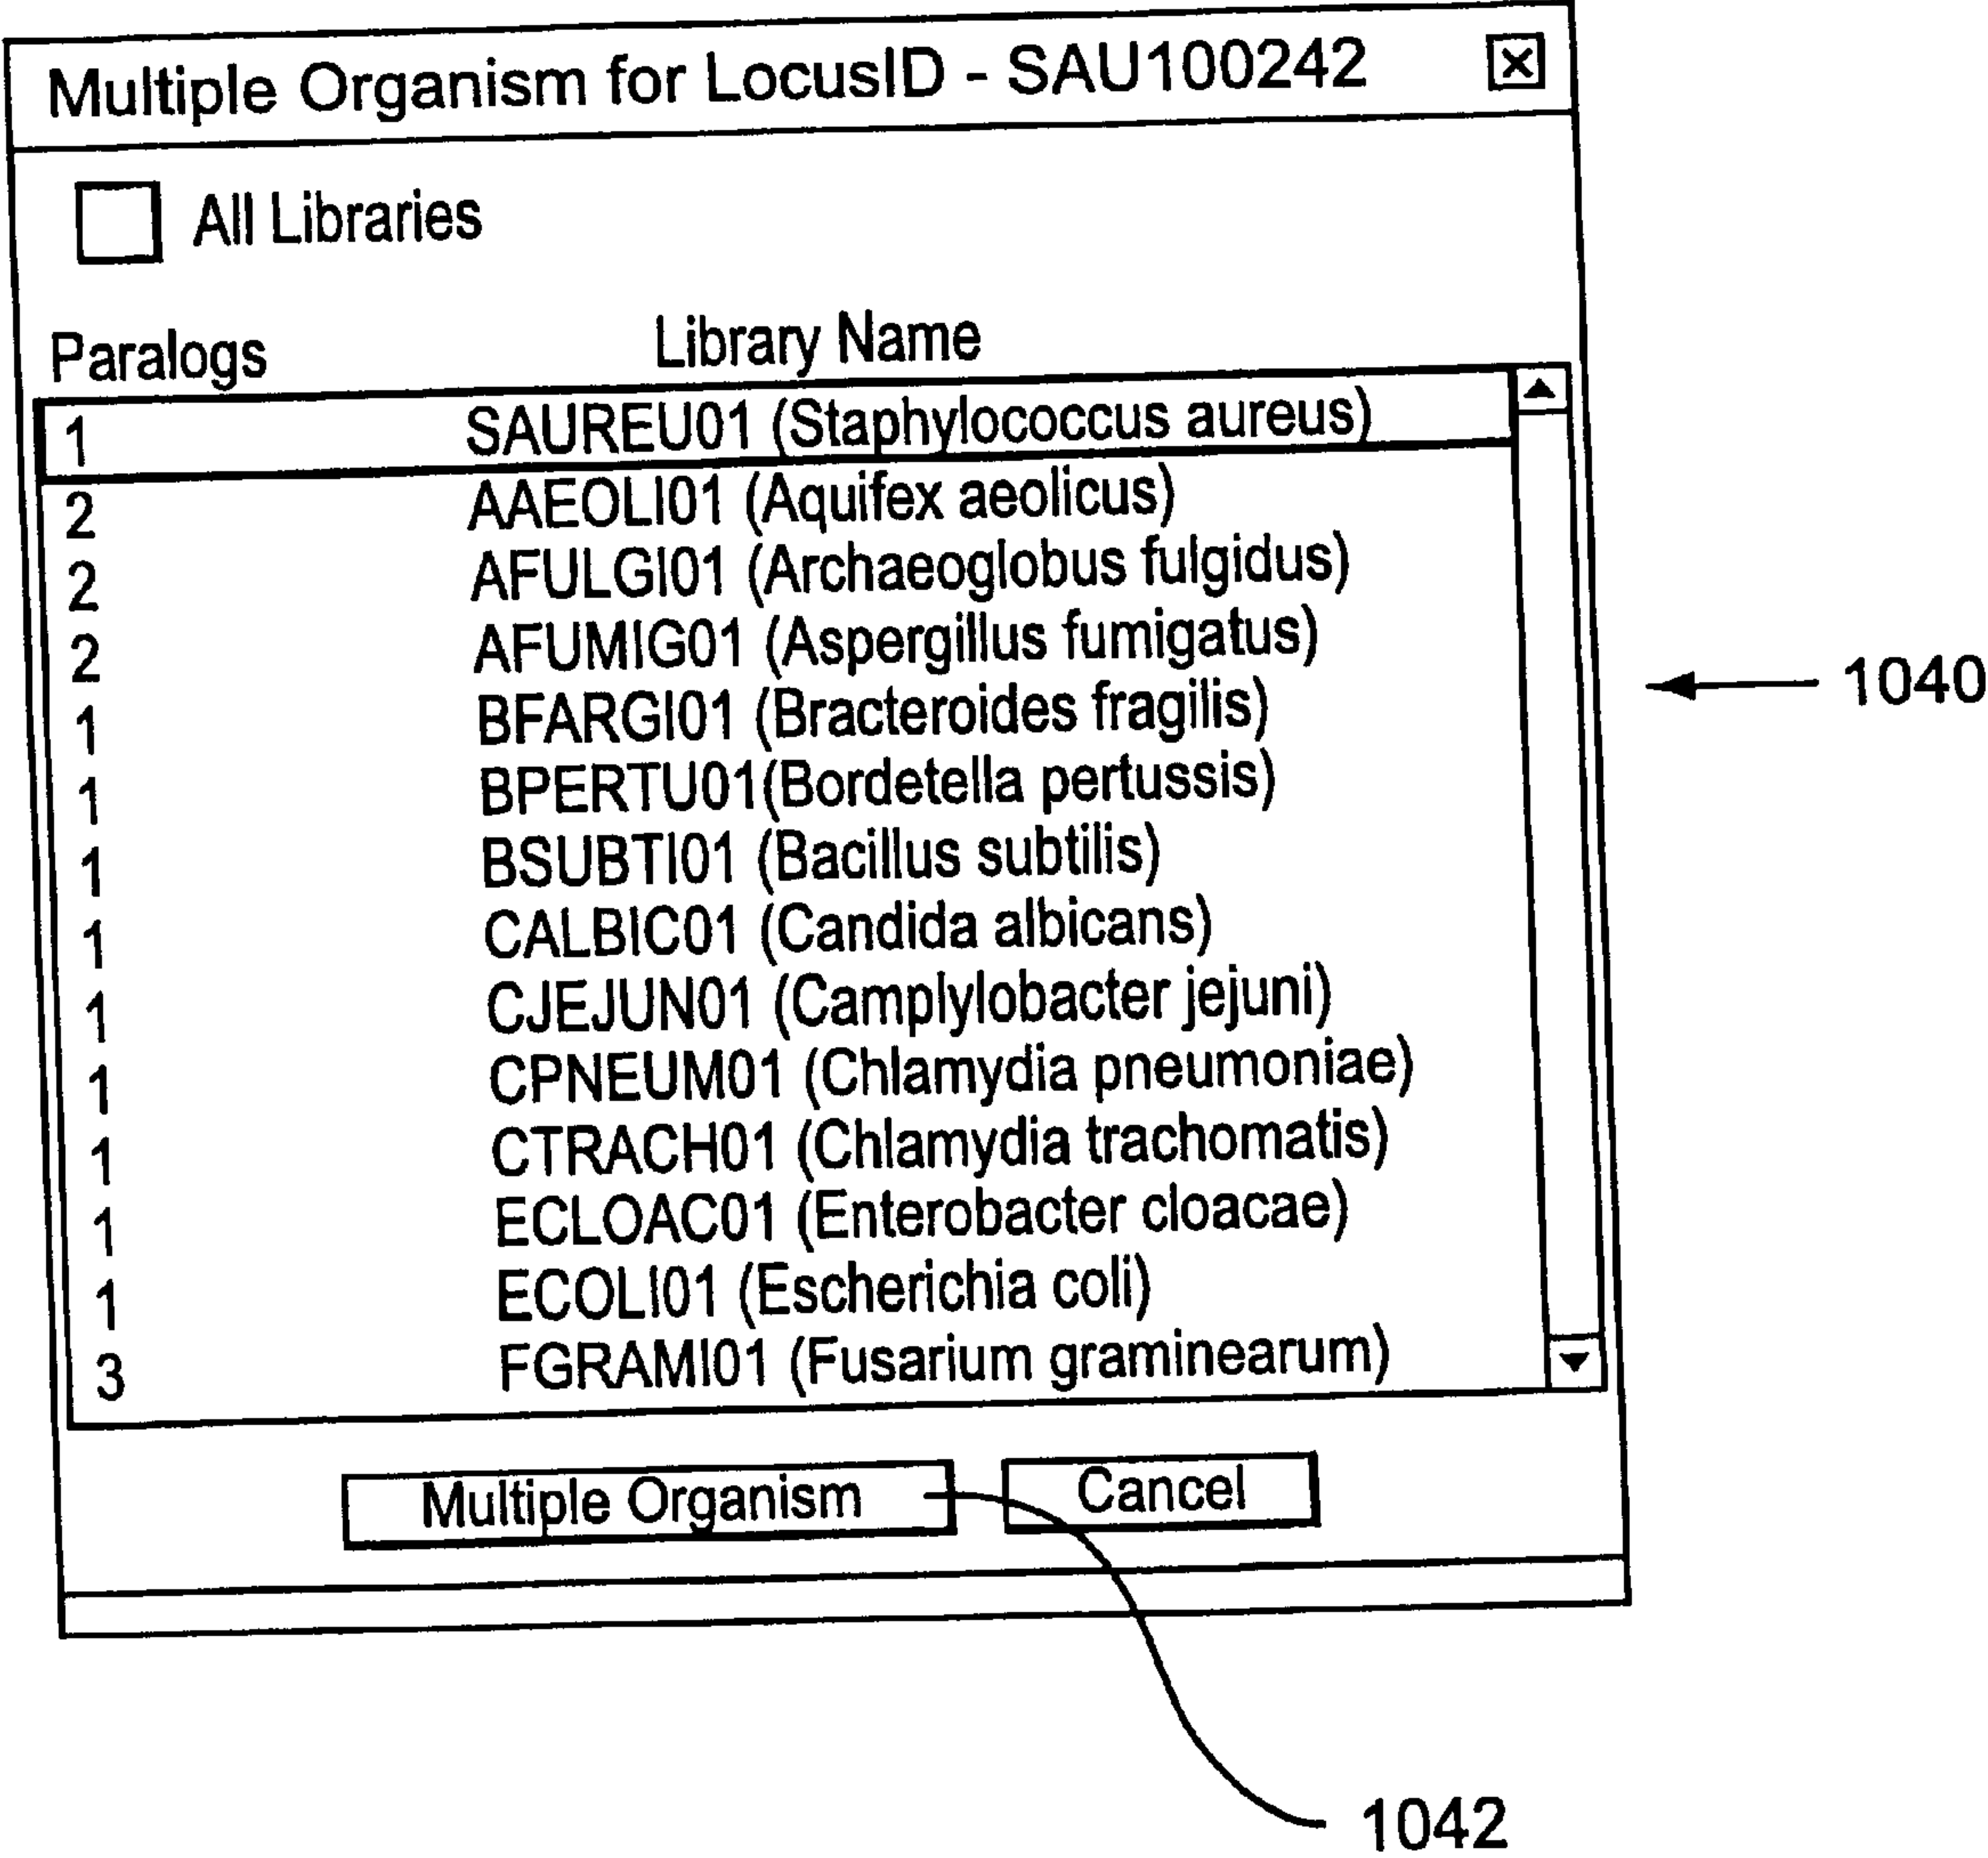 Multiple Organism for LocusID - SAU100242
All Libraries
Paralogs Library Name
1 SAUREU01 (Staphylococcus aureus)
2 AAEOLI01 (Aquifex aeolicus)
2 AFULGI01 (Archaeoglobus fulgidus)
2 AFUMIG01 (Aspergillus fumigatus)
1 BFARGI01 (Bracteroides fragilis)
1 BPERTU01(Bordetella pertussis)
1 BSUBTI01 (Bacillus subtilis)
1 CALBIC01 (Candida albicans)
1 CJEJUN01 (Camplylobacter jejuni)
1 CPNEUM01 (Chlamydia pneumoniae)
1 CTRACH01 (Chlamydia trachomatis)
1 ECLOAC01 (Enterobacter cloacae)
1 ECOLI01 (Escherichia coli)
3 FGRAMI01 (Fusarium graminearum)
1040
Multiple Organism Cancel
1042